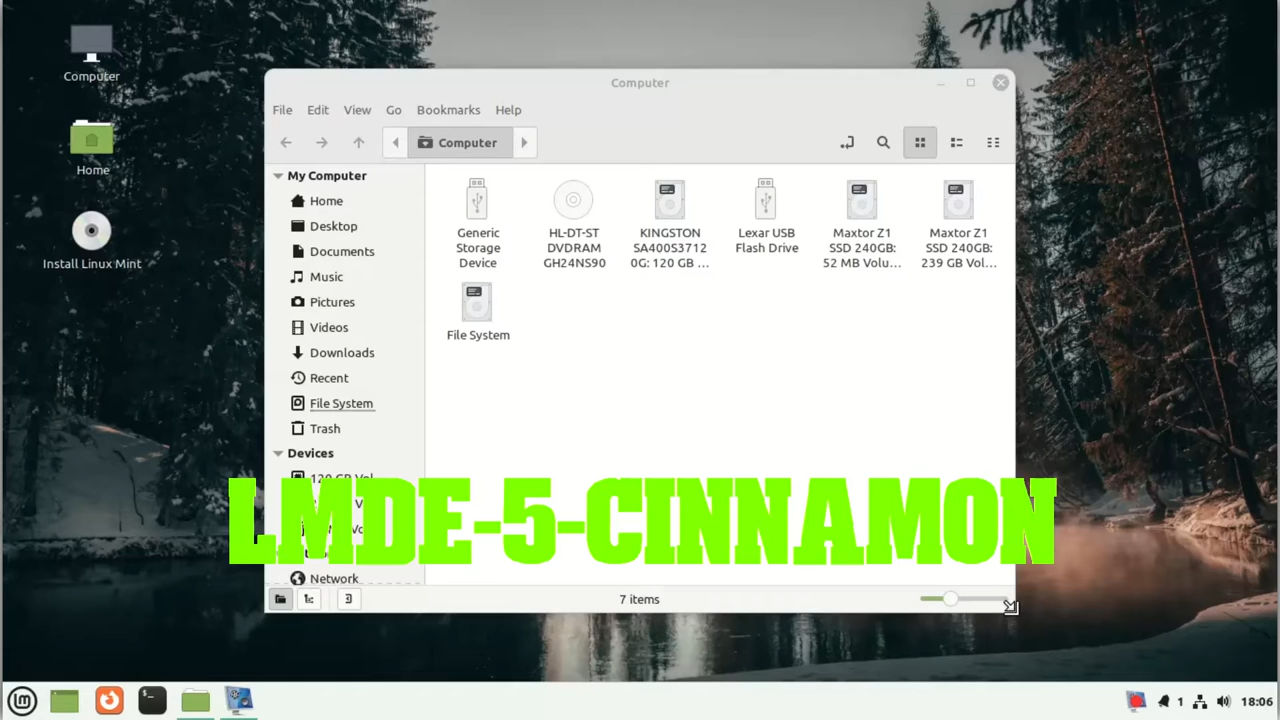 Computer
Home
Install Linux Mint
Computer
File Edit View Go Bookmarks Help
Computer
My Computer
Home
Desktop
Documents
Music
Pictures
Videos
Downloads
Recent
File System
Trash
Devices
120 GB Vol
Network
Generic
Storage
Device
HL-DT-ST
DVDRAM
GH24NS90
KINGSTON
SA400S3712
0G: 120 GB ...
Lexar USB
Flash Drive
Maxtor Z1
SSD 240GB:
52 MB Volu...
Maxtor Z1
SSD 240GB:
239 GB Vol...
File System
LMDE-5-CINNAMON
7 items
1
18:06